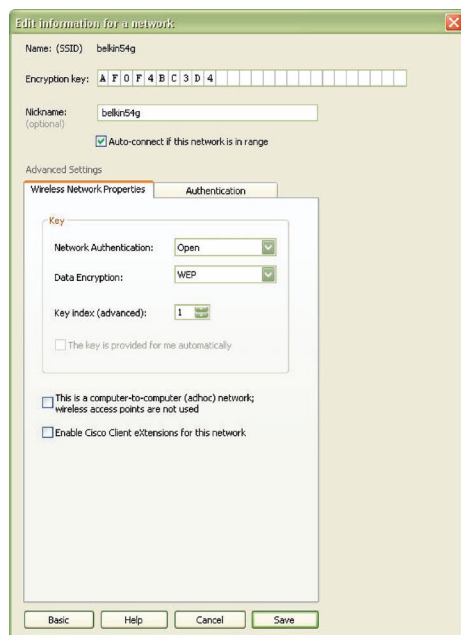 Edit information for a network
Name: (SSID) belkin54g
Encryption key: A F 0 F 4 B C 3 D 4
Nickname: belkin54g
(optional)
Auto-connect if this network is in range
Advanced Settings
Wireless Network Properties Authentication
Key
Network Authentication: Open
Data Encryption: WEP
Key index (advanced): 1
The key is provided for me automatically
This is a computer-to-computer (adhoc) network;
wireless access points are not used
Enable Cisco Client eXtensions for this network
Basic Help Cancel Save